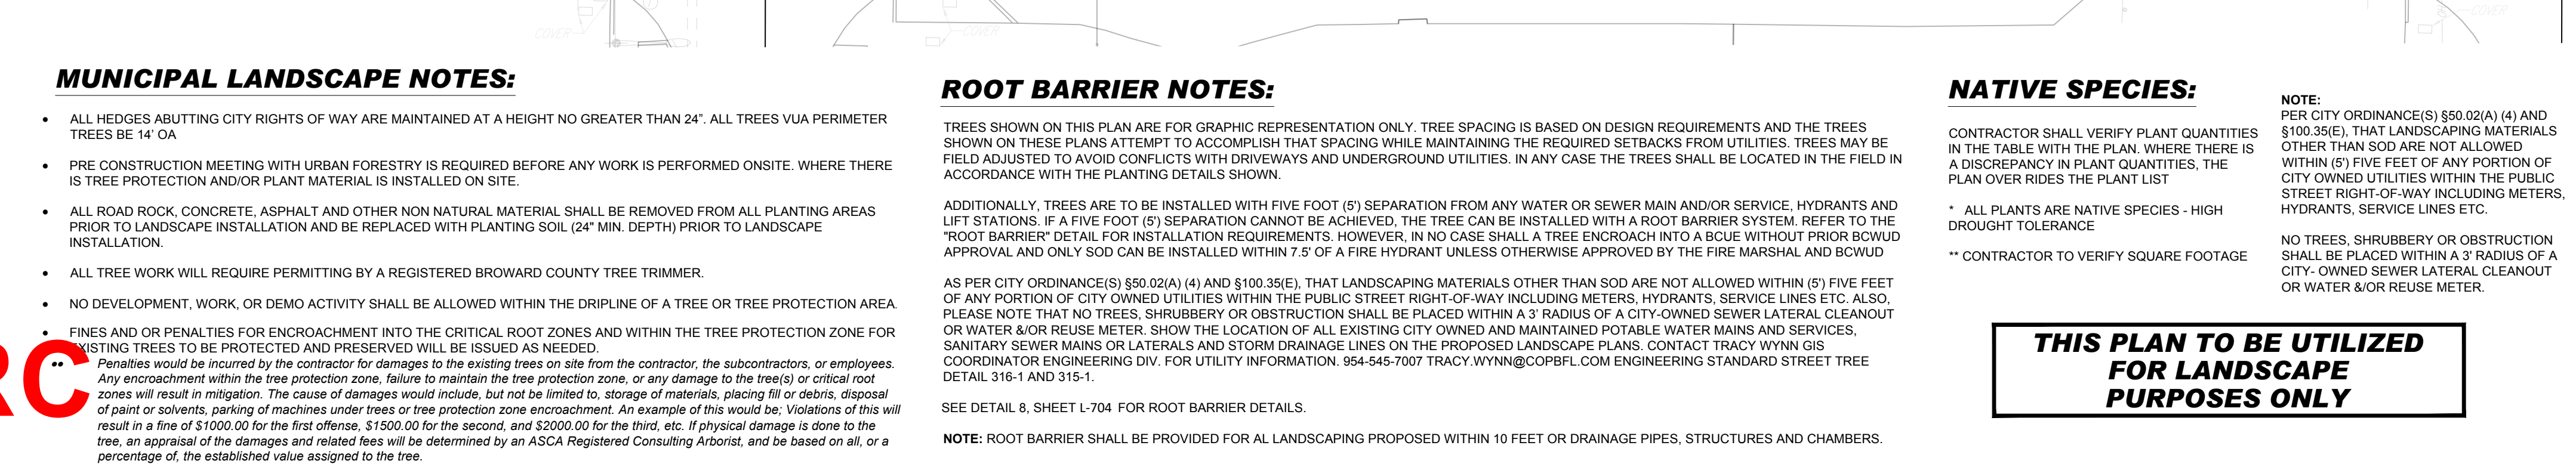 COVER
COVER
COVER
MUNICIPAL LANDSCAPE NOTES:
• ALL HEDGES ABUTTING CITY RIGHTS OF WAY ARE MAINTAINED AT A HEIGHT NO GREATER THAN 24”. ALL TREES VUA PERIMETER
TREES BE 14’ OA
• PRE CONSTRUCTION MEETING WITH URBAN FORESTRY IS REQUIRED BEFORE ANY WORK IS PERFORMED ONSITE. WHERE THERE
IS TREE PROTECTION AND/OR PLANT MATERIAL IS INSTALLED ON SITE.
• ALL ROAD ROCK, CONCRETE, ASPHALT AND OTHER NON NATURAL MATERIAL SHALL BE REMOVED FROM ALL PLANTING AREAS
PRIOR TO LANDSCAPE INSTALLATION AND BE REPLACED WITH PLANTING SOIL (24" MIN. DEPTH) PRIOR TO LANDSCAPE
INSTALLATION.
• ALL TREE WORK WILL REQUIRE PERMITTING BY A REGISTERED BROWARD COUNTY TREE TRIMMER.
• NO DEVELOPMENT, WORK, OR DEMO ACTIVITY SHALL BE ALLOWED WITHIN THE DRIPLINE OF A TREE OR TREE PROTECTION AREA.
• FINES AND OR PENALTIES FOR ENCROACHMENT INTO THE CRITICAL ROOT ZONES AND WITHIN THE TREE PROTECTION ZONE FOR
EXISTING TREES TO BE PROTECTED AND PRESERVED WILL BE ISSUED AS NEEDED.
•• Penalties would be incurred by the contractor for damages to the existing trees on site from the contractor, the subcontractors, or employees.
Any encroachment within the tree protection zone, failure to maintain the tree protection zone, or any damage to the tree(s) or critical root
zones will result in mitigation. The cause of damages would include, but not be limited to, storage of materials, placing fill or debris, disposal
of paint or solvents, parking of machines under trees or tree protection zone encroachment. An example of this would be; Violations of this will
result in a fine of $1000.00 for the first offense, $1500.00 for the second, and $2000.00 for the third, etc. If physical damage is done to the
tree, an appraisal of the damages and related fees will be determined by an ASCA Registered Consulting Arborist, and be based on all, or a
percentage of, the established value assigned to the tree.
RC
ROOT BARRIER NOTES:
TREES SHOWN ON THIS PLAN ARE FOR GRAPHIC REPRESENTATION ONLY. TREE SPACING IS BASED ON DESIGN REQUIREMENTS AND THE TREES
SHOWN ON THESE PLANS ATTEMPT TO ACCOMPLISH THAT SPACING WHILE MAINTAINING THE REQUIRED SETBACKS FROM UTILITIES. TREES MAY BE
FIELD ADJUSTED TO AVOID CONFLICTS WITH DRIVEWAYS AND UNDERGROUND UTILITIES. IN ANY CASE THE TREES SHALL BE LOCATED IN THE FIELD IN
ACCORDANCE WITH THE PLANTING DETAILS SHOWN.
ADDITIONALLY, TREES ARE TO BE INSTALLED WITH FIVE FOOT (5') SEPARATION FROM ANY WATER OR SEWER MAIN AND/OR SERVICE, HYDRANTS AND
LIFT STATIONS. IF A FIVE FOOT (5') SEPARATION CANNOT BE ACHIEVED, THE TREE CAN BE INSTALLED WITH A ROOT BARRIER SYSTEM. REFER TO THE
"ROOT BARRIER" DETAIL FOR INSTALLATION REQUIREMENTS. HOWEVER, IN NO CASE SHALL A TREE ENCROACH INTO A BCUE WITHOUT PRIOR BCWUD
APPROVAL AND ONLY SOD CAN BE INSTALLED WITHIN 7.5' OF A FIRE HYDRANT UNLESS OTHERWISE APPROVED BY THE FIRE MARSHAL AND BCWUD
AS PER CITY ORDINANCE(S) §50.02(A) (4) AND §100.35(E), THAT LANDSCAPING MATERIALS OTHER THAN SOD ARE NOT ALLOWED WITHIN (5') FIVE FEET
OF ANY PORTION OF CITY OWNED UTILITIES WITHIN THE PUBLIC STREET RIGHT-OF-WAY INCLUDING METERS, HYDRANTS, SERVICE LINES ETC. ALSO,
PLEASE NOTE THAT NO TREES, SHRUBBERY OR OBSTRUCTION SHALL BE PLACED WITHIN A 3’ RADIUS OF A CITY-OWNED SEWER LATERAL CLEANOUT
OR WATER &/OR REUSE METER. SHOW THE LOCATION OF ALL EXISTING CITY OWNED AND MAINTAINED POTABLE WATER MAINS AND SERVICES,
SANITARY SEWER MAINS OR LATERALS AND STORM DRAINAGE LINES ON THE PROPOSED LANDSCAPE PLANS. CONTACT TRACY WYNN GIS
COORDINATOR ENGINEERING DIV. FOR UTILITY INFORMATION. 954-545-7007 TRACY.WYNN@COPBFL.COM ENGINEERING STANDARD STREET TREE
DETAIL 316-1 AND 315-1.
SEE DETAIL 8, SHEET L-704 FOR ROOT BARRIER DETAILS.
NOTE: ROOT BARRIER SHALL BE PROVIDED FOR AL LANDSCAPING PROPOSED WITHIN 10 FEET OR DRAINAGE PIPES, STRUCTURES AND CHAMBERS.
NATIVE SPECIES:
CONTRACTOR SHALL VERIFY PLANT QUANTITIES
IN THE TABLE WITH THE PLAN. WHERE THERE IS
A DISCREPANCY IN PLANT QUANTITIES, THE
PLAN OVER RIDES THE PLANT LIST
* ALL PLANTS ARE NATIVE SPECIES - HIGH
DROUGHT TOLERANCE
** CONTRACTOR TO VERIFY SQUARE FOOTAGE
NOTE:
PER CITY ORDINANCE(S) §50.02(A) (4) AND
§100.35(E), THAT LANDSCAPING MATERIALS
OTHER THAN SOD ARE NOT ALLOWED
WITHIN (5') FIVE FEET OF ANY PORTION OF
CITY OWNED UTILITIES WITHIN THE PUBLIC
STREET RIGHT-OF-WAY INCLUDING METERS,
HYDRANTS, SERVICE LINES ETC.
NO TREES, SHRUBBERY OR OBSTRUCTION
SHALL BE PLACED WITHIN A 3' RADIUS OF A
CITY- OWNED SEWER LATERAL CLEANOUT
OR WATER &/OR REUSE METER.
THIS PLAN TO BE UTILIZED
FOR LANDSCAPE
PURPOSES ONLY